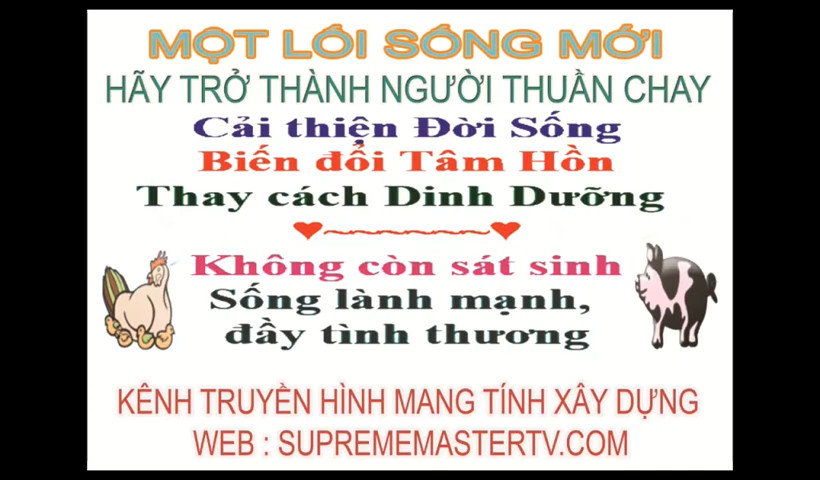 MỘT LỐI SỐNG MỚI
HÃY TRỞ THÀNH NGƯỜI THUẦN CHAY
Cải thiện Đời Sống
Biến đổi Tâm Hồn
Thay cách Dinh Dưỡng
Không còn sát sinh
Sống lành mạnh,
đầy tình thương
KÊNH TRUYỀN HÌNH MANG TÍNH XÂY DỰNG
WEB : SUPREMEMASTERTV.COM